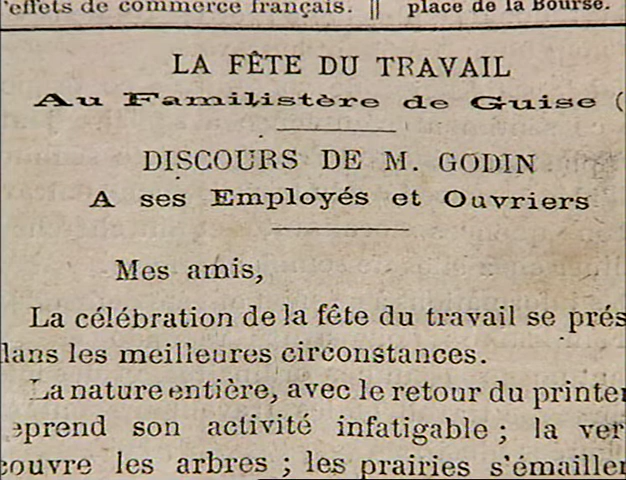 effets de commerce français. || place de la Bourse.
LA FÊTE DU TRAVAIL
Au Familistère de Guise (
DISCOURS DE M. GODIN
A ses Employés et Ouvriers
Mes amis,
La célébration de la fête du travail se prés
dans les meilleures circonstances.
La nature entière, avec le retour du printe
eprend son activité infatigable ; la ver
couvre les arbres ; les prairies s'émailler